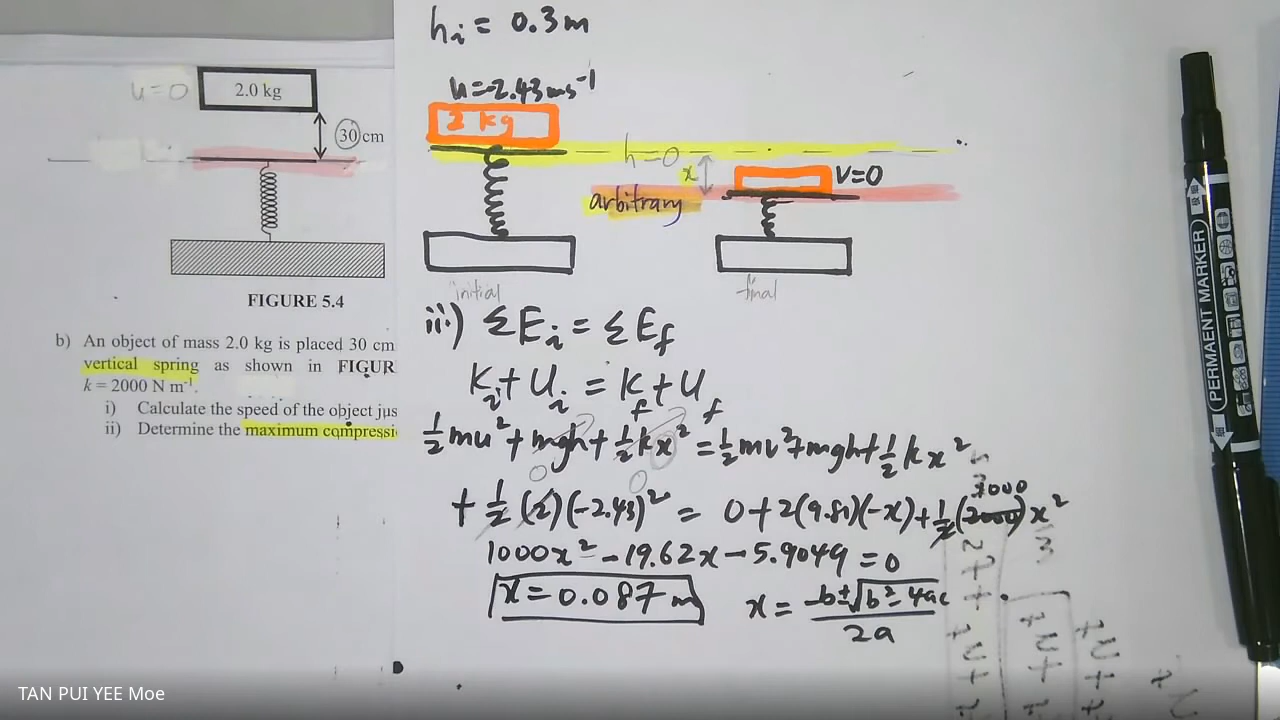 hi = 0.3m
u=0
2.0 kg
30 cm
FIGURE 5.4
b) An object of mass 2.0 kg is placed 30 cm
vertical spring as shown in FIGUR
k = 2000 N m⁻¹.
i) Calculate the speed of the object jus
ii) Determine the maximum compressi
u=-2.43ms⁻¹
2 kg
h=0
x
V=0
arbitrary
initial
final
ii) ΣEi = ΣEf
Ki+Ui = Kf+Uf
½mu²+mgh+½kx²=½mv²+mgh+½kx²
0
0
+½(2)(-2.43)² = 0+2(9.81)(-x)+½(2000)x²
1000x²-19.62x-5.9049=0
x=0.087m
x = -b±√b²-4ac
2a
PERMAENT MARKER
TAN PUI YEE Moe